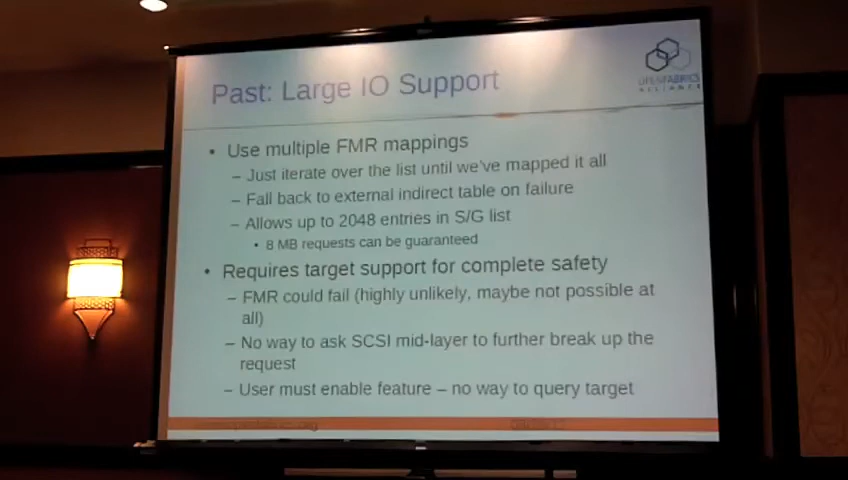 Past: Large IO Support
• Use multiple FMR mappings
– Just iterate over the list until we've mapped it all
– Fall back to external indirect table on failure
– Allows up to 2048 entries in S/G list
• 8 MB requests can be guaranteed
• Requires target support for complete safety
– FMR could fail (highly unlikely, maybe not possible at
all)
– No way to ask SCSI mid-layer to further break up the
request
– User must enable feature – no way to query target
ALLIANCE